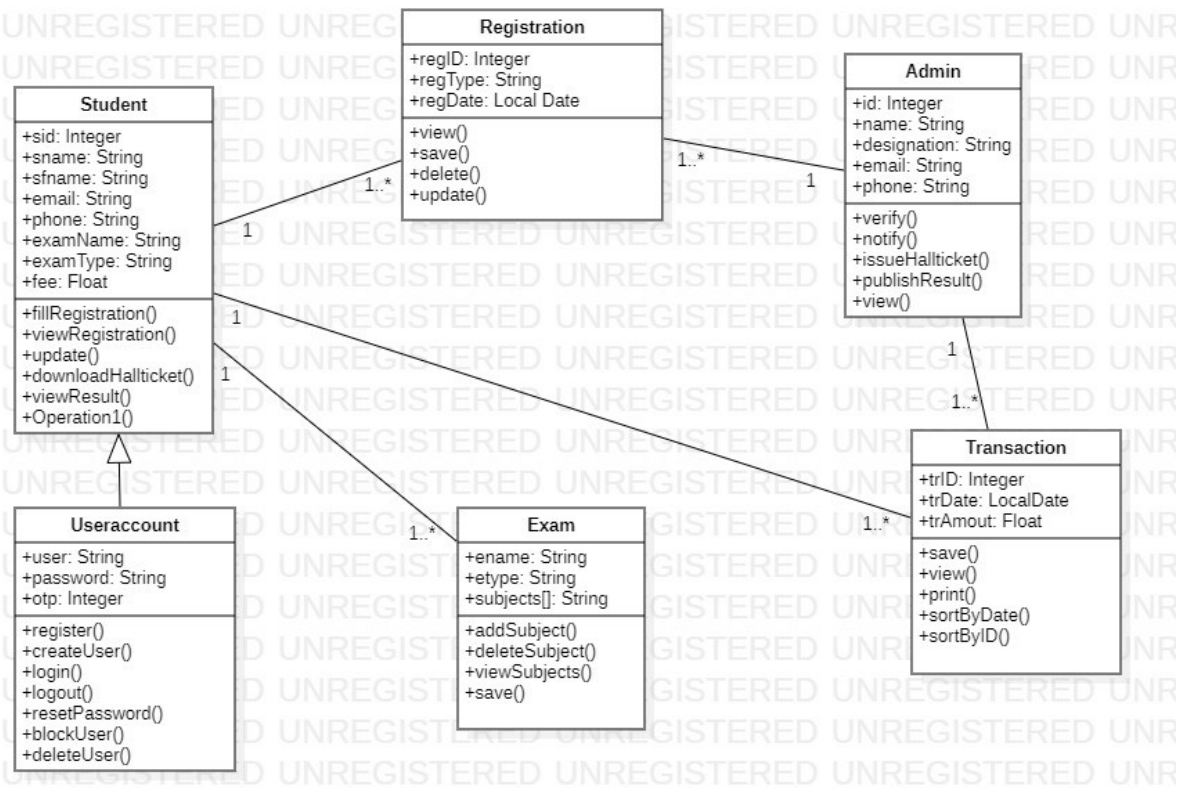 Registration
+regID: Integer
+regType: String
+regDate: Local Date
+view()
+save()
+delete()
+update()
Admin
+id: Integer
+name: String
+designation: String
+email: String
+phone: String
+verify()
+notify()
+issueHallticket()
+publishResult()
+view()
Student
+sid: Integer
+sname: String
+sfname: String
+email: String
+phone: String
+examName: String
+examType: String
+fee: Float
+fillRegistration()
+viewRegistration()
+update()
+downloadHallticket()
+viewResult()
+Operation1()
1
1..*
1..*
1
1
1..*
1
1..*
1
1..*
Useraccount
+user: String
+password: String
+otp: Integer
+register()
+createUser()
+login()
+logout()
+resetPassword()
+blockUser()
+deleteUser()
Exam
+ename: String
+etype: String
+subjects[]: String
+addSubject()
+deleteSubject()
+viewSubjects()
+save()
Transaction
+trID: Integer
+trDate: LocalDate
+trAmout: Float
+save()
+view()
+print()
+sortByDate()
+sortByID()
UNREGISTERED